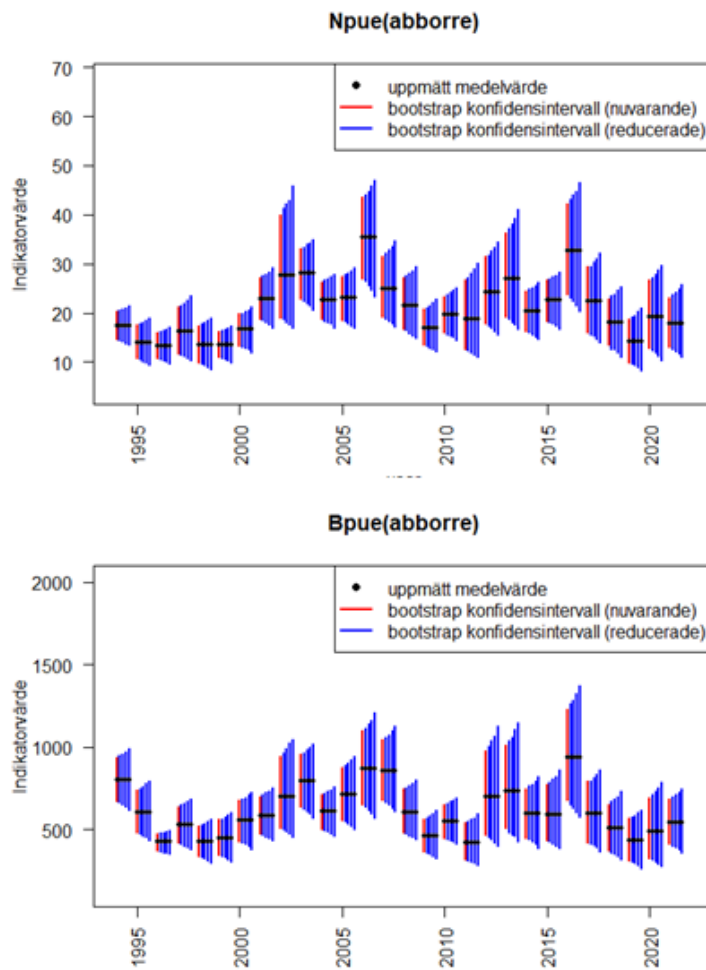 Npue(abborre)
70
60
50
40
30
20
10
Indikatorvärde
uppmätt medelvärde
bootstrap konfidensintervall (nuvarande)
bootstrap konfidensintervall (reducerade)
1995
2000
2005
2010
2015
2020
Bpue(abborre)
2000
1500
1000
500
Indikatorvärde
uppmätt medelvärde
bootstrap konfidensintervall (nuvarande)
bootstrap konfidensintervall (reducerade)
1995
2000
2005
2010
2015
2020